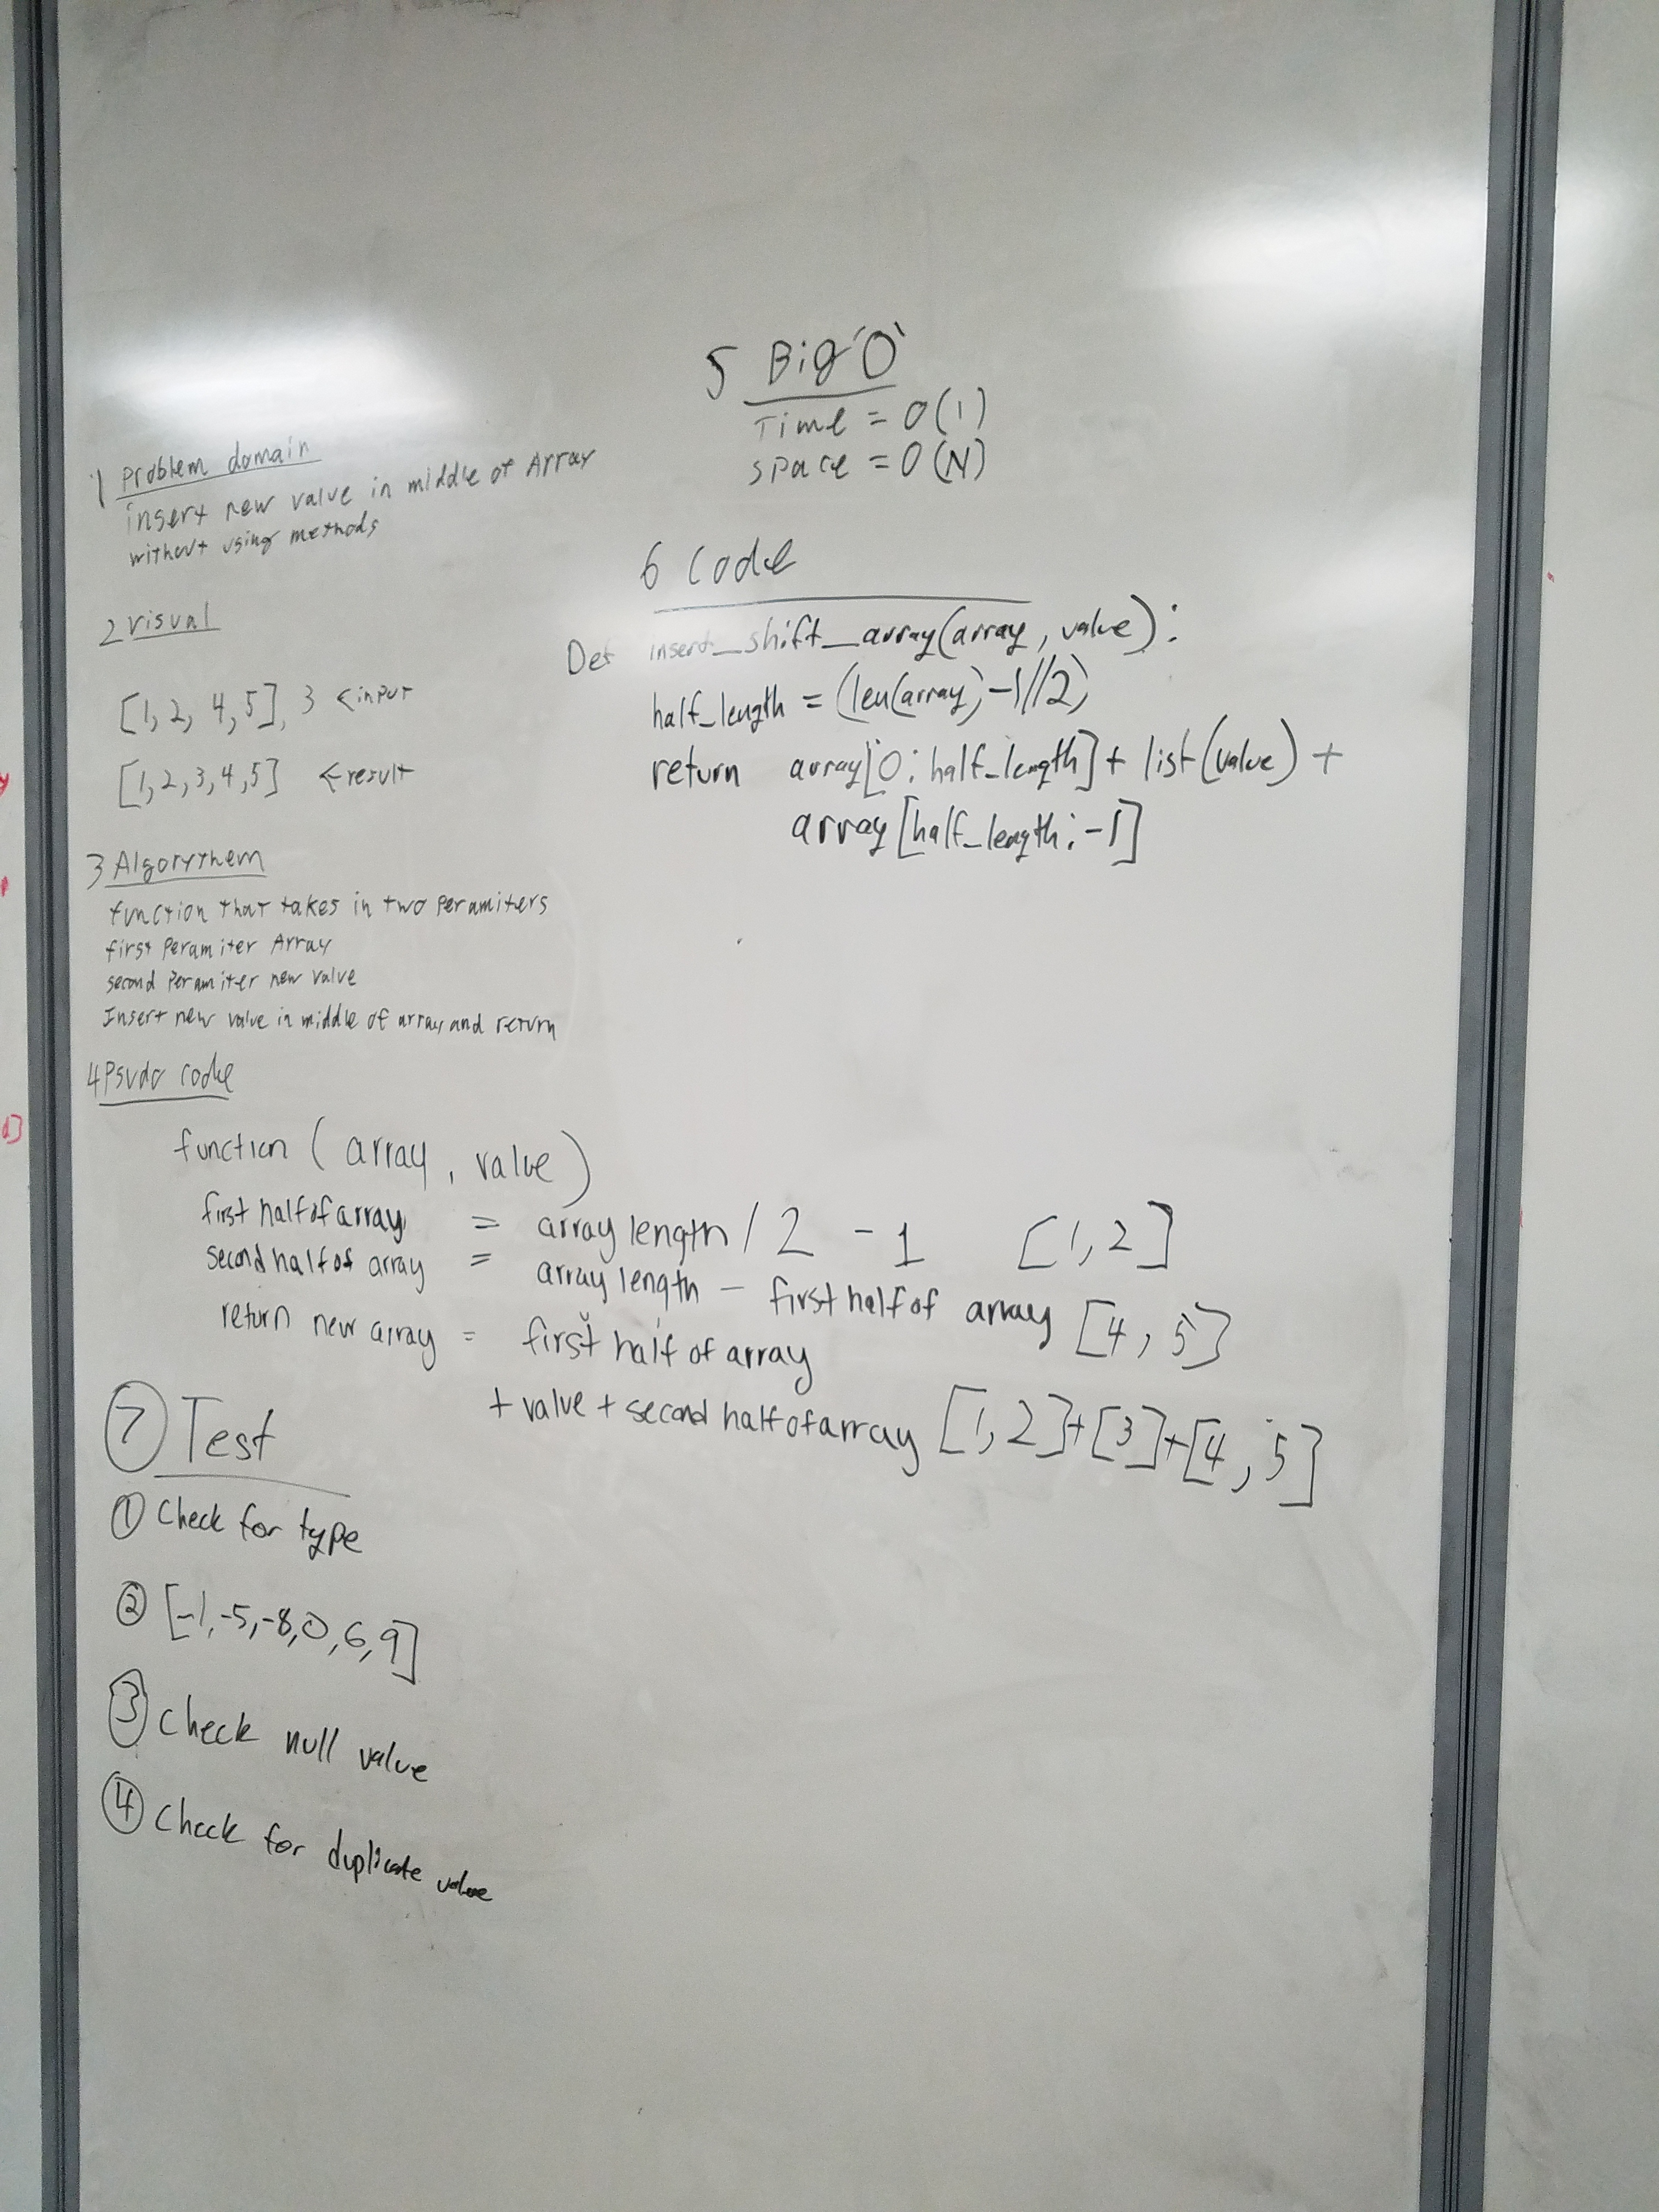 1 Problem domain
insert new value in middle of Array
without using methods
2 visual
[1, 2, 4, 5], 3 <-input
[1, 2, 3, 4, 5] <-result
3 Algorythem
function that takes in two peramiters
first Peramiter Array
second Peramiter new value
Insert new value in middle of array and return
4 Psudo code
function ( array , value )
first half of array = array length / 2 - 1 [1, 2]
second half of array = array length - first half of array [4, 5]
return new array = first half of array
+ value + second half of array [1, 2]+[3]+[4, 5]
7 Test
1 Check for type
2 [-1, -5, -8, 0, 6, 9]
3 Check null value
4 Check for duplicate value
5 Big 'O'
Time = O(1)
space = O(N)
6 Code
Def insert_shift_array(array, value):
half_length = (len(array)-1//2)
return array[0:half_length] + list(value) +
array[half_length:-1]